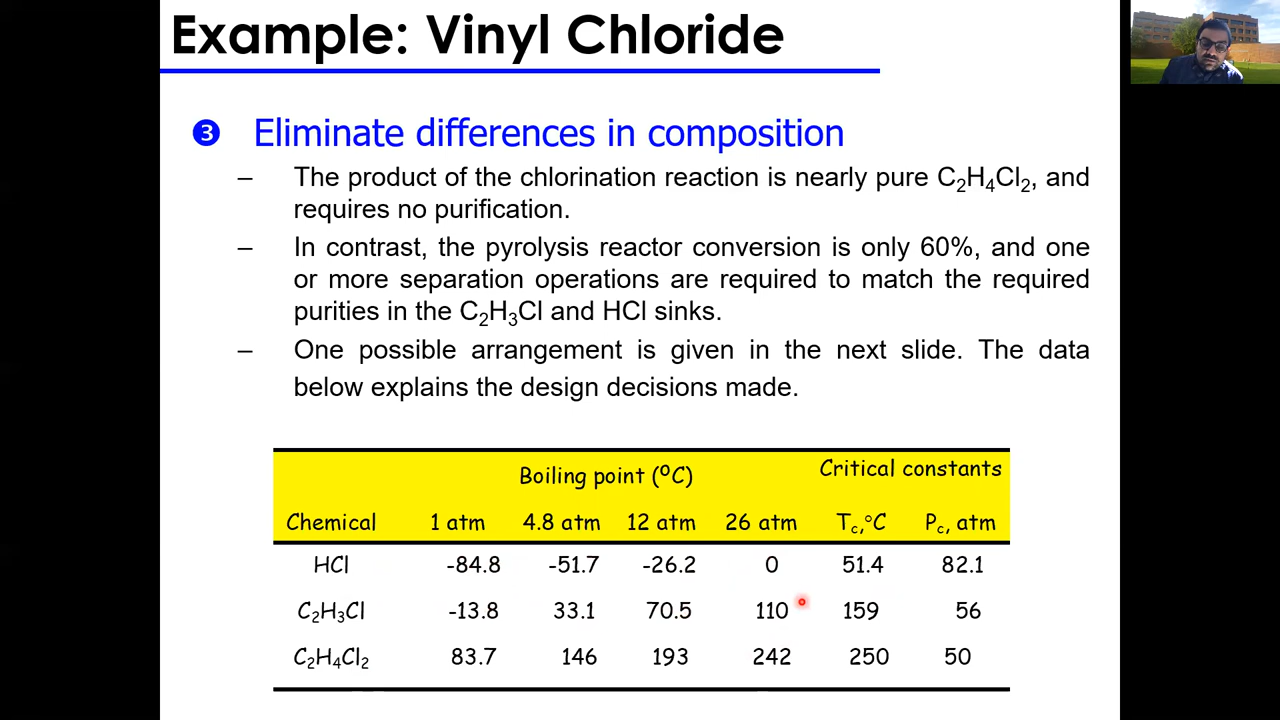 Example: Vinyl Chloride
❸ Eliminate differences in composition
– The product of the chlorination reaction is nearly pure C₂H₄Cl₂, and
requires no purification.
– In contrast, the pyrolysis reactor conversion is only 60%, and one
or more separation operations are required to match the required
purities in the C₂H₃Cl and HCl sinks.
– One possible arrangement is given in the next slide. The data
below explains the design decisions made.
Boiling point (ºC) Critical constants
Chemical 1 atm 4.8 atm 12 atm 26 atm Tc,°C Pc, atm
HCl -84.8 -51.7 -26.2 0 51.4 82.1
C₂H₃Cl -13.8 33.1 70.5 110 159 56
C₂H₄Cl₂ 83.7 146 193 242 250 50